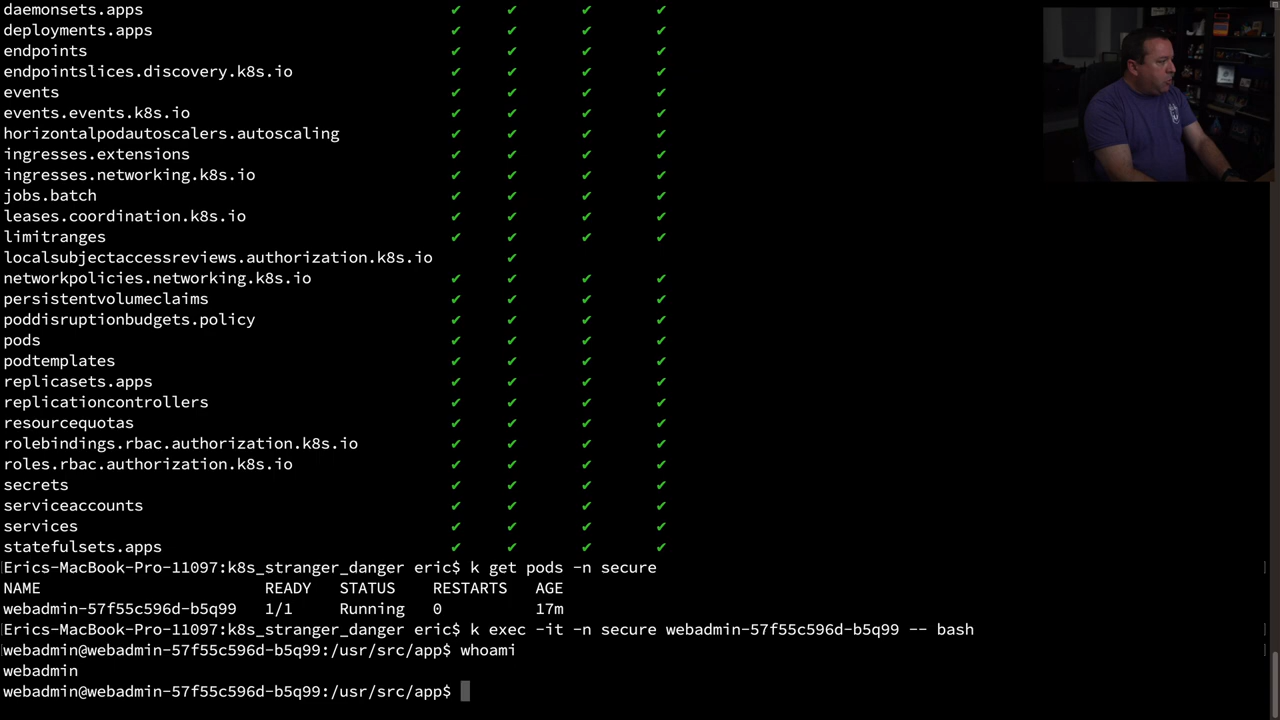 daemonsets.apps ✔ ✔ ✔ ✔
deployments.apps ✔ ✔ ✔ ✔
endpoints ✔ ✔ ✔ ✔
endpointslices.discovery.k8s.io ✔ ✔ ✔ ✔
events ✔ ✔ ✔ ✔
events.events.k8s.io ✔ ✔ ✔ ✔
horizontalpodautoscalers.autoscaling ✔ ✔ ✔ ✔
ingresses.extensions ✔ ✔ ✔ ✔
ingresses.networking.k8s.io ✔ ✔ ✔ ✔
jobs.batch ✔ ✔ ✔ ✔
leases.coordination.k8s.io ✔ ✔ ✔ ✔
limitranges ✔ ✔ ✔ ✔
localsubjectaccessreviews.authorization.k8s.io ✔
networkpolicies.networking.k8s.io ✔ ✔ ✔ ✔
persistentvolumeclaims ✔ ✔ ✔ ✔
poddisruptionbudgets.policy ✔ ✔ ✔ ✔
pods ✔ ✔ ✔ ✔
podtemplates ✔ ✔ ✔ ✔
replicasets.apps ✔ ✔ ✔ ✔
replicationcontrollers ✔ ✔ ✔ ✔
resourcequotas ✔ ✔ ✔ ✔
rolebindings.rbac.authorization.k8s.io ✔ ✔ ✔ ✔
roles.rbac.authorization.k8s.io ✔ ✔ ✔ ✔
secrets ✔ ✔ ✔ ✔
serviceaccounts ✔ ✔ ✔ ✔
services ✔ ✔ ✔ ✔
statefulsets.apps ✔ ✔ ✔ ✔
Erics-MacBook-Pro-11097:k8s_stranger_danger eric$ k get pods -n secure
NAME READY STATUS RESTARTS AGE
webadmin-57f55c596d-b5q99 1/1 Running 0 17m
Erics-MacBook-Pro-11097:k8s_stranger_danger eric$ k exec -it -n secure webadmin-57f55c596d-b5q99 -- bash
webadmin@webadmin-57f55c596d-b5q99:/usr/src/app$ whoami
webadmin
webadmin@webadmin-57f55c596d-b5q99:/usr/src/app$